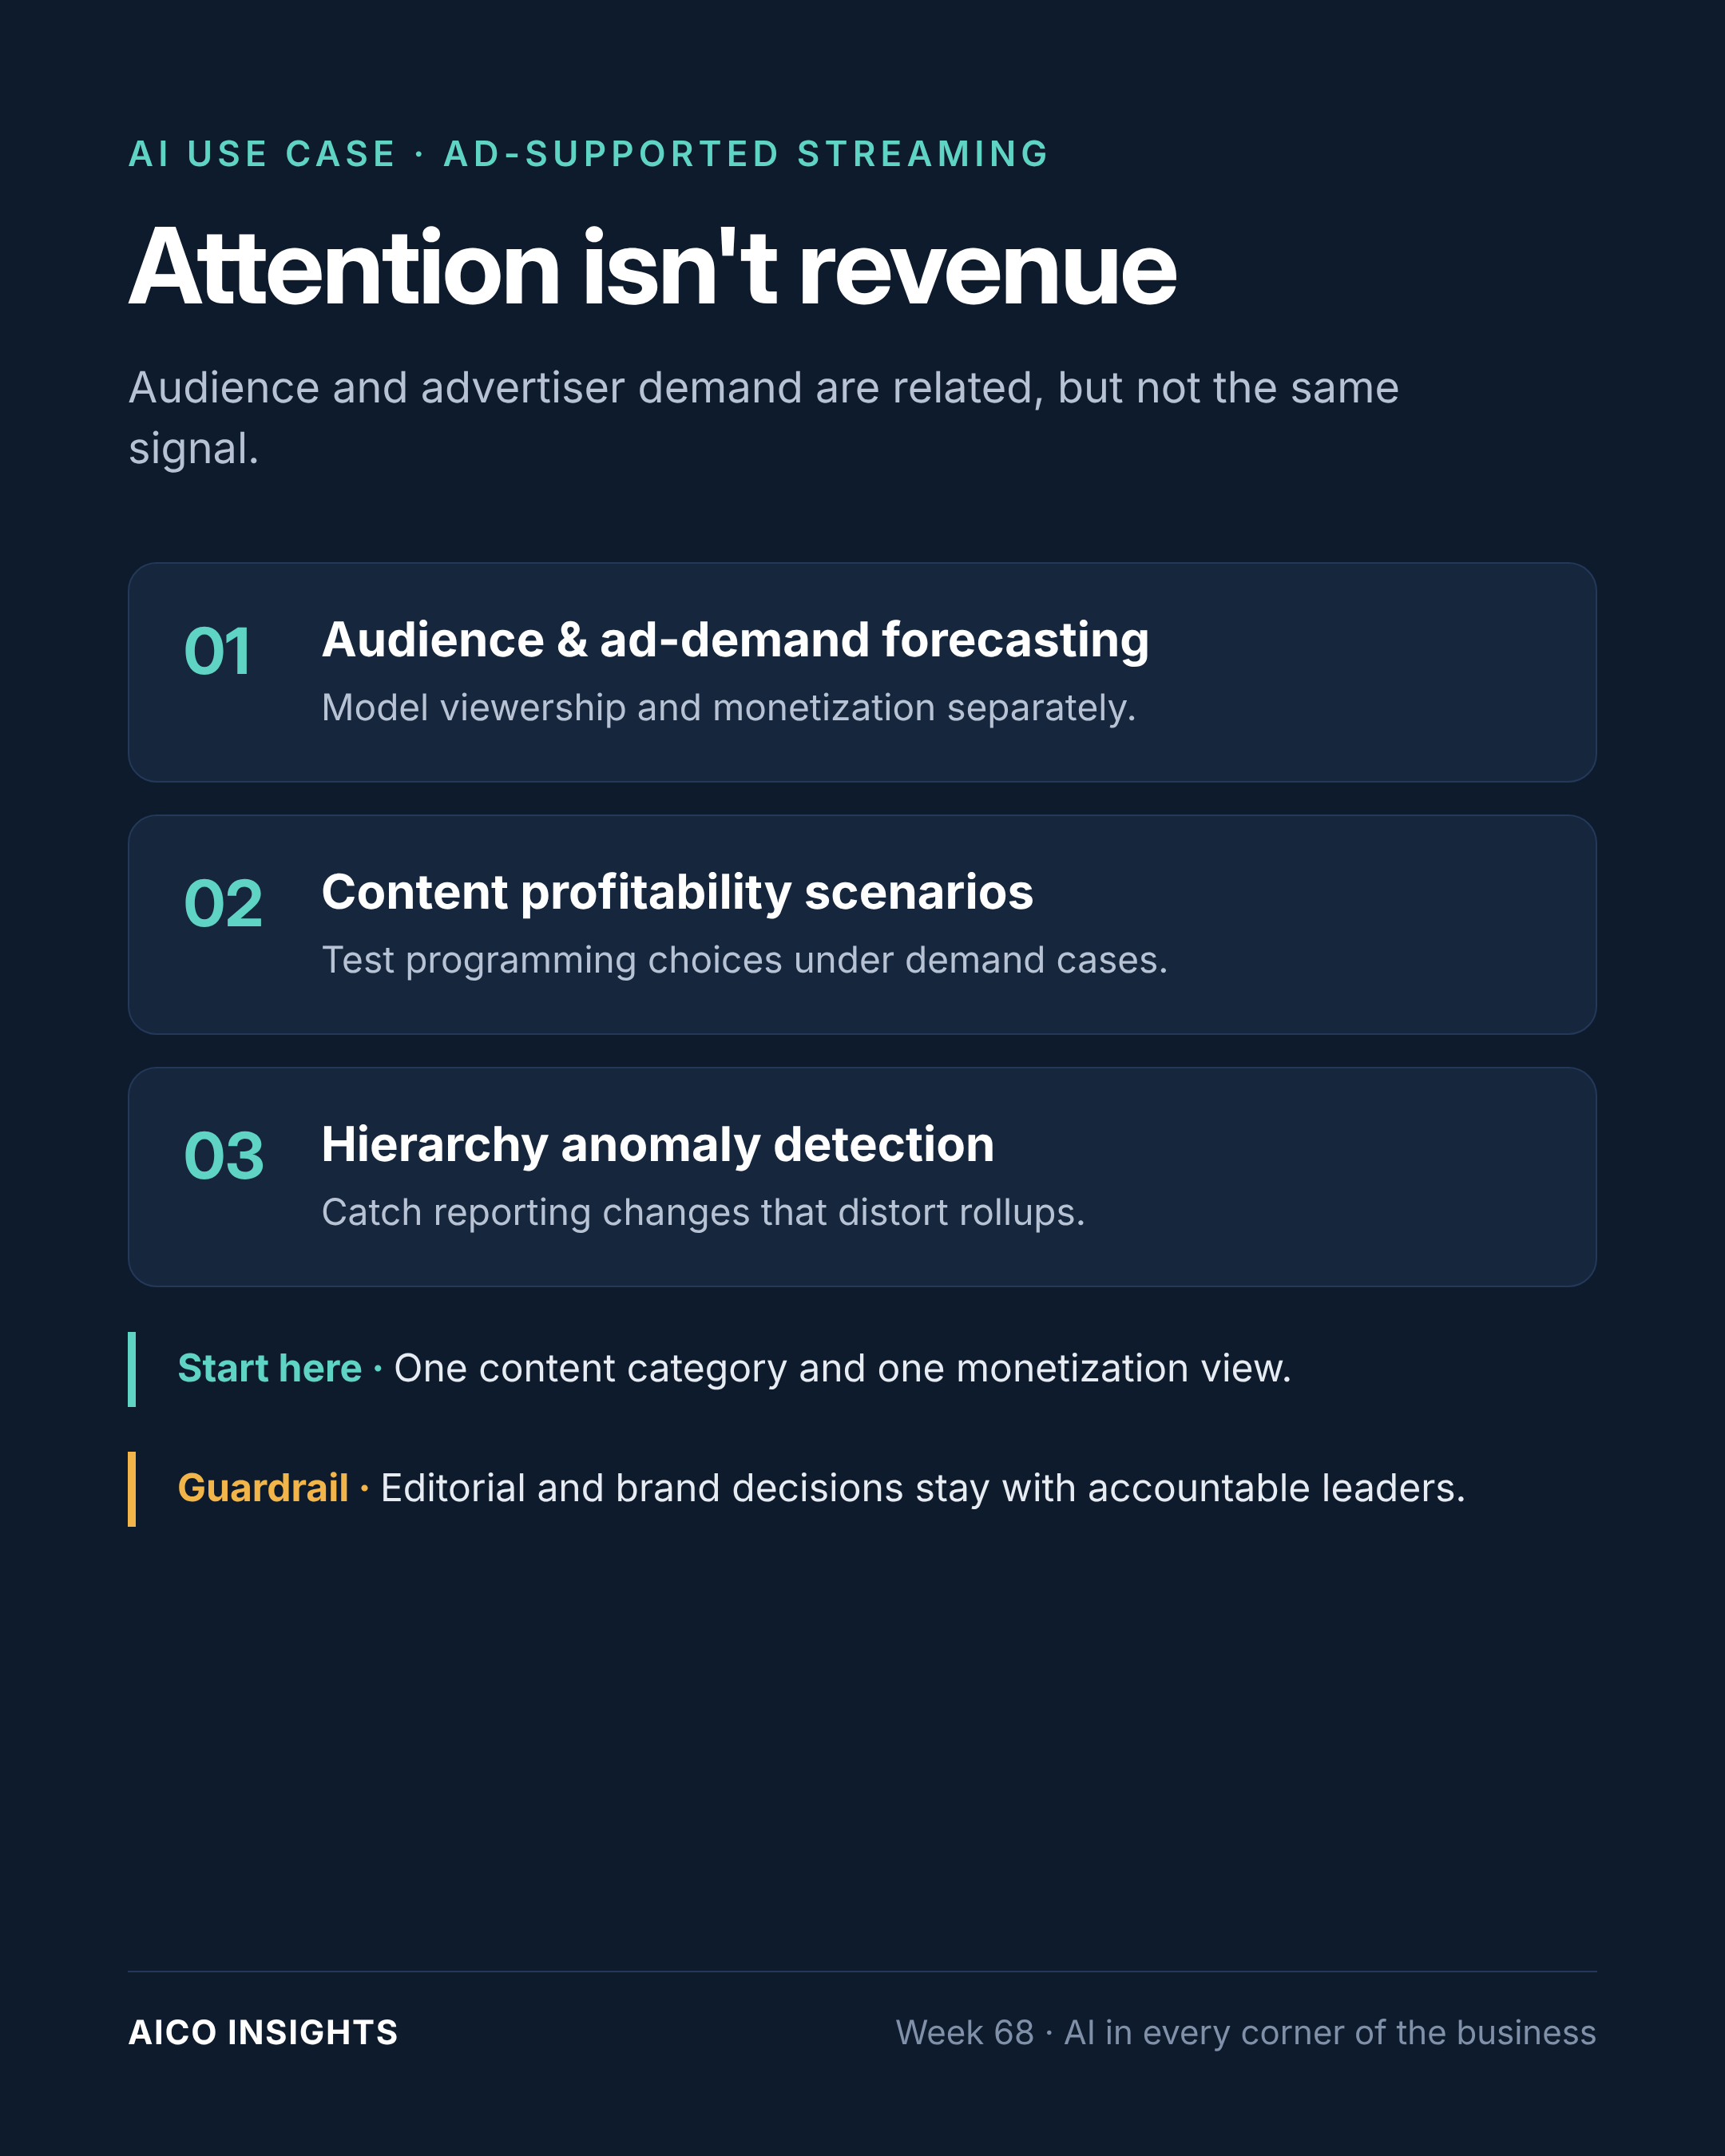 AI USE CASE · AD-SUPPORTED STREAMING
Attention isn't revenue
Audience and advertiser demand are related, but not the same
signal.
01
Audience & ad-demand forecasting
Model viewership and monetization separately.
02
Content profitability scenarios
Test programming choices under demand cases.
03
Hierarchy anomaly detection
Catch reporting changes that distort rollups.
Start here · One content category and one monetization view.
Guardrail · Editorial and brand decisions stay with accountable leaders.
AICO INSIGHTS
Week 68 · AI in every corner of the business